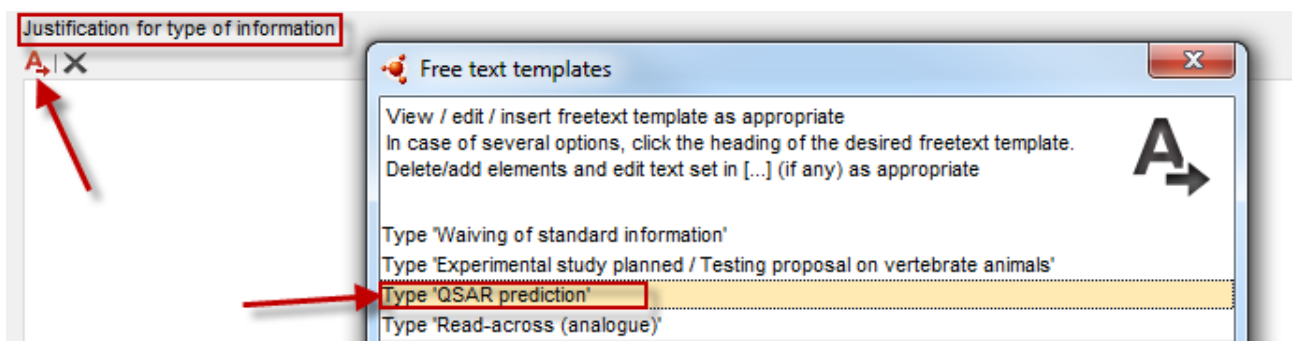 Justification for type of information
A
Free text templates
View / edit / insert freetext template as appropriate
In case of several options, click the heading of the desired freetext template.
Delete/add elements and edit text set in [...] (if any) as appropriate
A
Type 'Waiving of standard information'
Type 'Experimental study planned / Testing proposal on vertebrate animals'
Type 'QSAR prediction'
Type 'Read-across (analogue)'